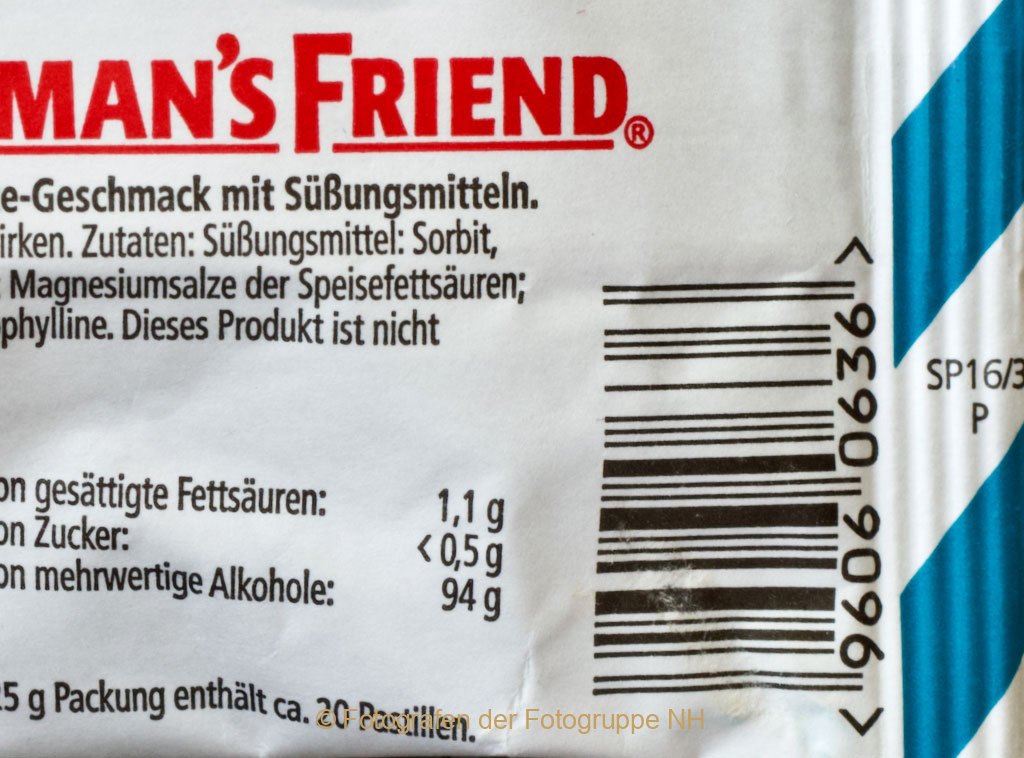 MAN'S FRIEND®
e-Geschmack mit Süßungsmitteln.
irken. Zutaten: Süßungsmittel: Sorbit,
: Magnesiumsalze der Speisefettsäuren;
phylline. Dieses Produkt ist nicht
on gesättigte Fettsäuren: 1,1 g
on Zucker: < 0,5 g
on mehrwertige Alkohole: 94 g
25 g Packung enthält ca. 20 Pastillen.
< 9606 0636 >
SP16/3
P
© Fotografen der Fotogruppe NH